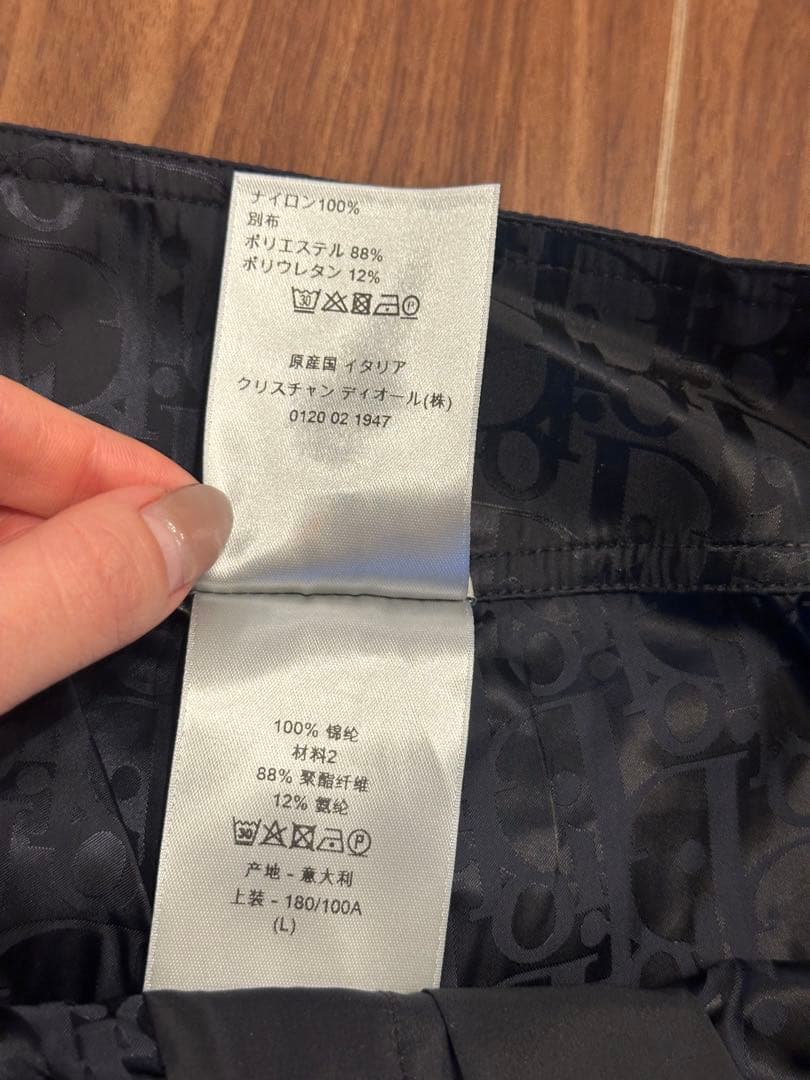 ナイロン100%
別布
ポリエステル 88%
ポリウレタン 12%
30 P
原産国 イタリア
クリスチャン ディオール(株)
0120 02 1947
100% 锦纶
材料2
88% 聚酯纤维
12% 氨纶
30 P
产地 - 意大利
上装 - 180/100A
(L)